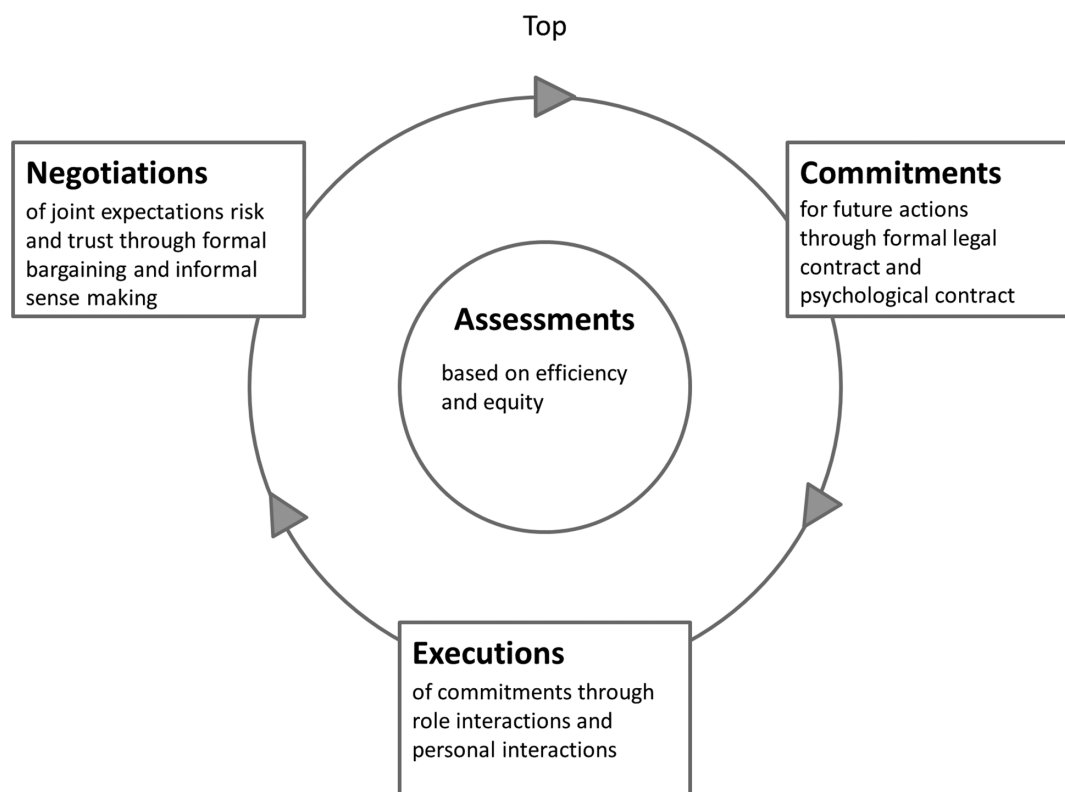 Top
Negotiations
of joint expectations risk
and trust through formal
bargaining and informal
sense making
Commitments
for future actions
through formal legal
contract and
psychological contract
Assessments
based on efficiency
and equity
Executions
of commitments through
role interactions and
personal interactions